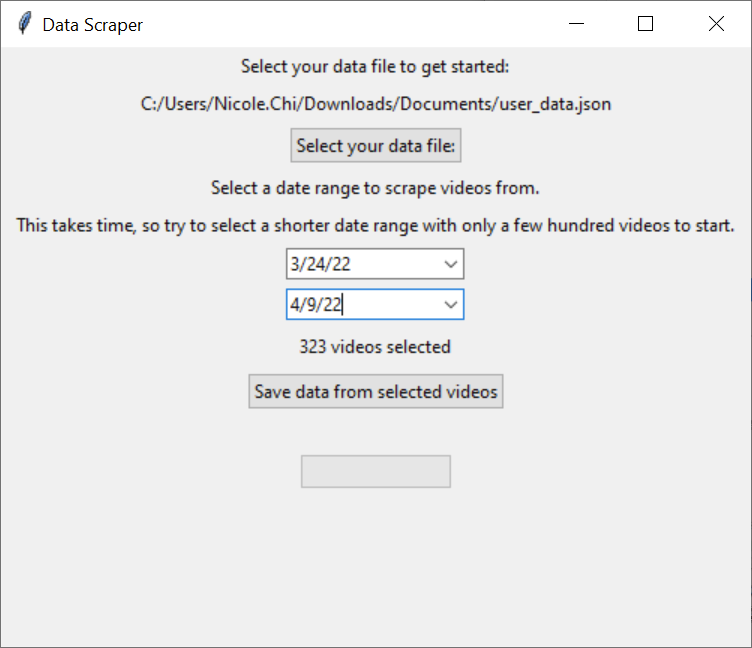 Data Scraper
Select your data file to get started:
C:/Users/Nicole.Chi/Downloads/Documents/user_data.json
Select your data file:
Select a date range to scrape videos from.
This takes time, so try to select a shorter date range with only a few hundred videos to start.
3/24/22
4/9/22
323 videos selected
Save data from selected videos